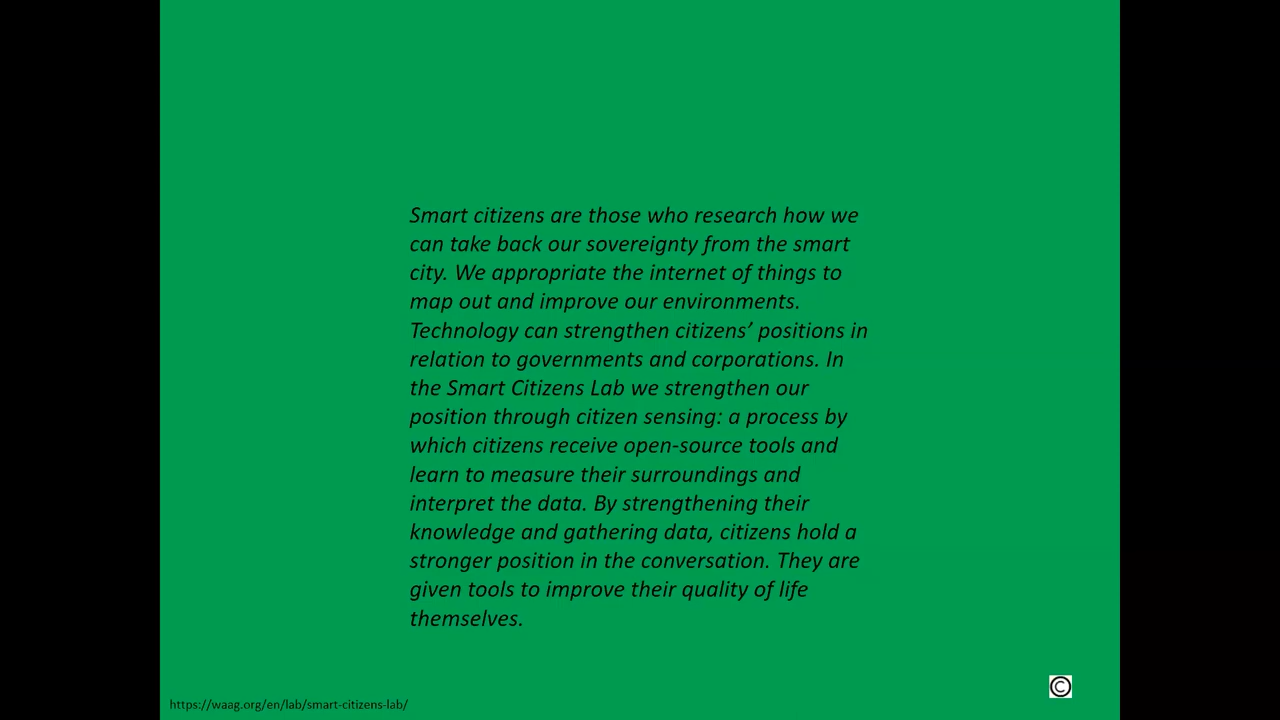 Smart citizens are those who research how we
can take back our sovereignty from the smart
city. We appropriate the internet of things to
map out and improve our environments.
Technology can strengthen citizens’ positions in
relation to governments and corporations. In
the Smart Citizens Lab we strengthen our
position through citizen sensing: a process by
which citizens receive open-source tools and
learn to measure their surroundings and
interpret the data. By strengthening their
knowledge and gathering data, citizens hold a
stronger position in the conversation. They are
given tools to improve their quality of life
themselves.
©
https://waag.org/en/lab/smart-citizens-lab/